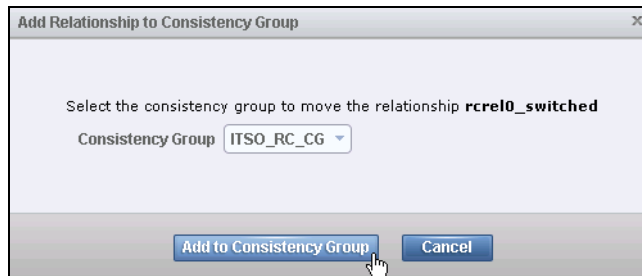 Add Relationship to Consistency Group
Select the consistency group to move the relationship rcrel0_switched
Consistency Group ITSO_RC_CG
Add to Consistency Group Cancel